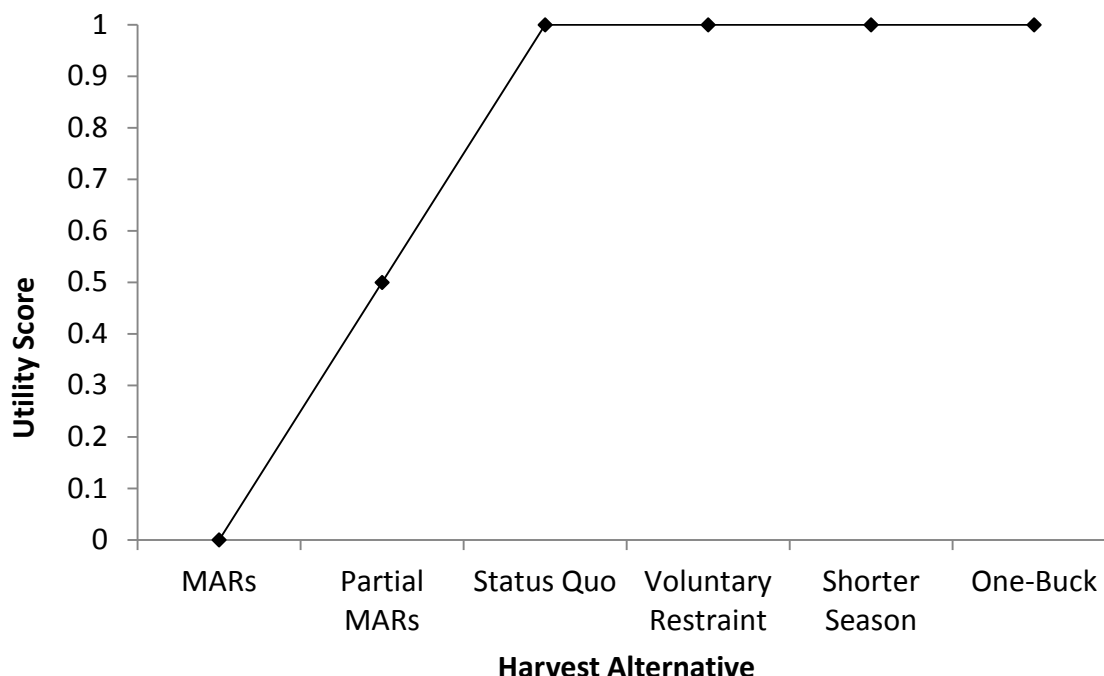 1
0.9
0.8
0.7
0.6
0.5
0.4
0.3
0.2
0.1
0
Utility Score
MARs
Partial
MARs
Status Quo
Voluntary
Restraint
Shorter
Season
One-Buck
Harvest Alternative